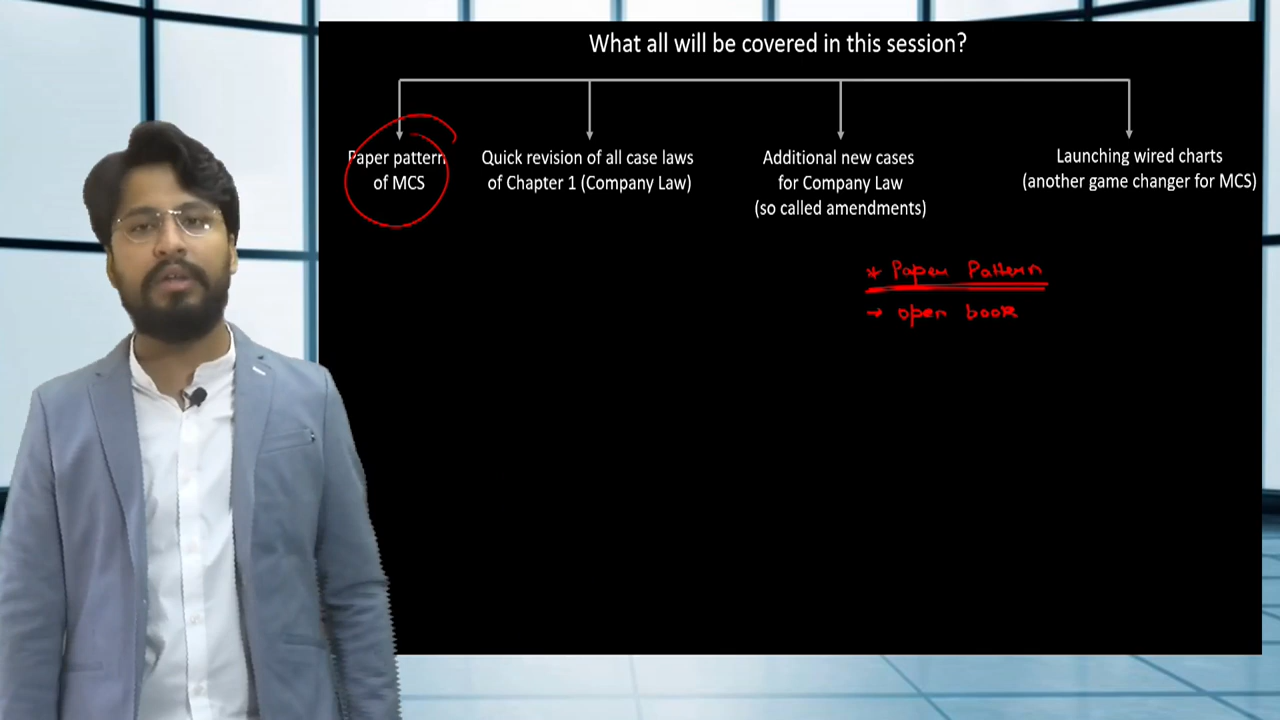 What all will be covered in this session?
Paper pattern
of MCS
Quick revision of all case laws
of Chapter 1 (Company Law)
Additional new cases
for Company Law
(so called amendments)
Launching wired charts
(another game changer for MCS)
* Paper Pattern
→ open book